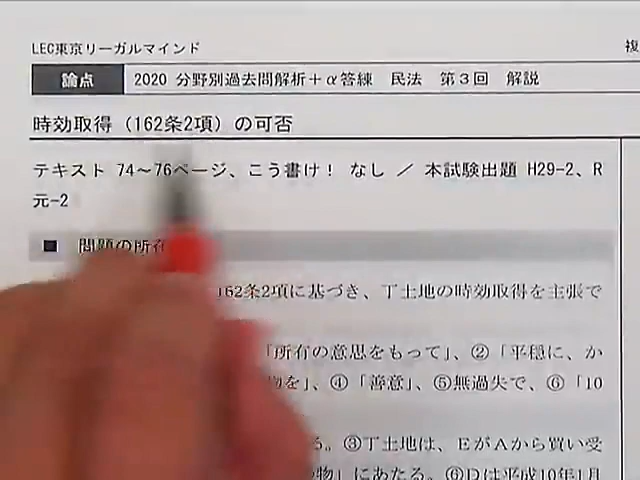 LEC東京リーガルマインド
複
論点 2020 分野別過去問解析+α答練 民法 第3回 解説
時効取得（162条2項）の可否
テキスト 74～76ページ、こう書け！ なし ／ 本試験出題 H29-2、R
元-2
■ 問題の所在
162条2項に基づき、丁土地の時効取得を主張で
「所有の意思をもって」、②「平穏に、か
物を」、④「善意」、⑤無過失で、⑥「10
る。③丁土地は、EがAから買い受
の物」にあたる。⑥Dは平成10年1月